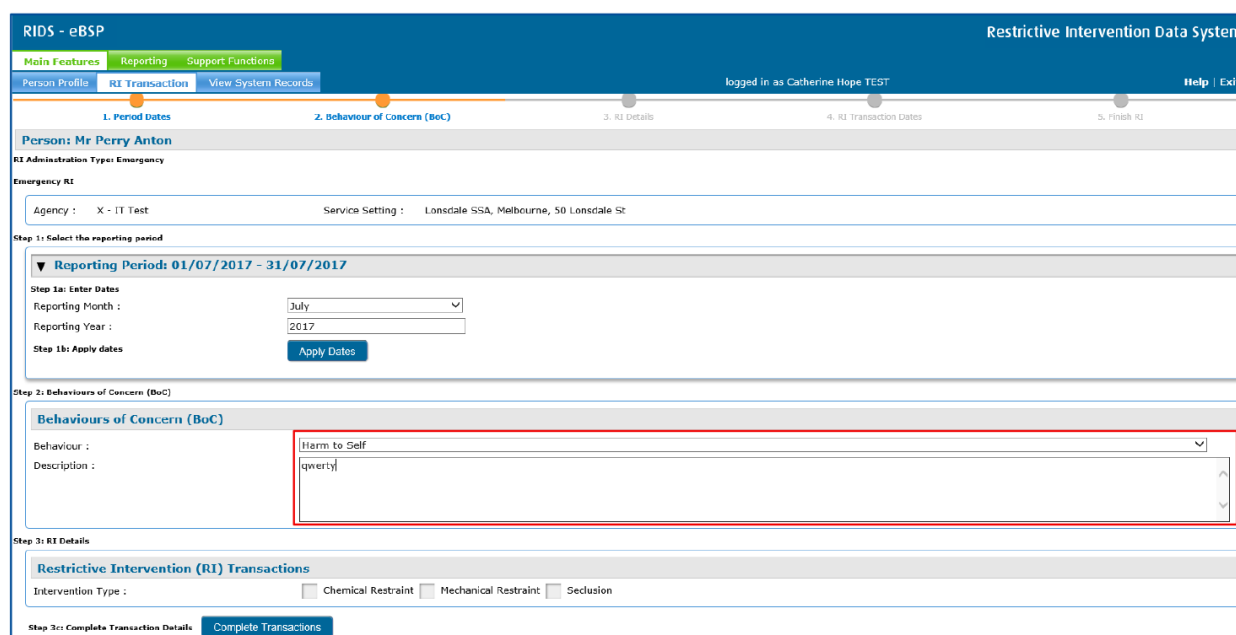 RIDS - eBSP Restrictive Intervention Data System
Main Features Reporting Support Functions
Person Profile RI Transaction View System Records logged in as Catherine Hope TEST Help | Exi
1. Period Dates 2. Behaviour of Concern (BoC) 3. RI Details 4. RI Transaction Dates 5. Finish RI
Person: Mr Perry Anton
RI Adminstration Type: Emergency
Emergency RI
Agency : X - IT Test Service Setting : Lonsdale SSA, Melbourne, 50 Lonsdale St
Step 1: Select the reporting period
▼ Reporting Period: 01/07/2017 - 31/07/2017
Step 1a: Enter Dates
Reporting Month : July
Reporting Year : 2017
Step 1b: Apply dates Apply Dates
Step 2: Behaviours of Concern (BoC)
Behaviours of Concern (BoC)
Behaviour : Harm to Self
Description : qwerty
Step 3: RI Details
Restrictive Intervention (RI) Transactions
Intervention Type : Chemical Restraint Mechanical Restraint Seclusion
Step 3c: Complete Transaction Details Complete Transactions